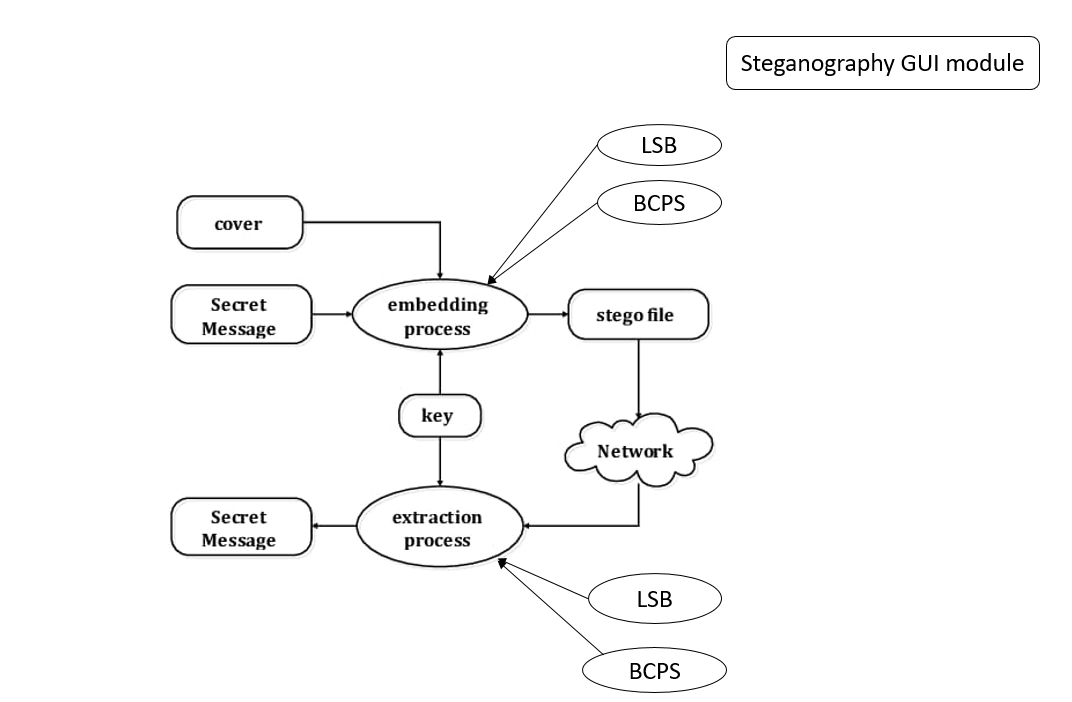 Steganography GUI module
LSB
BCPS
cover
Secret
Message
embedding
process
stego file
key
Network
Secret
Message
extraction
process
LSB
BCPS